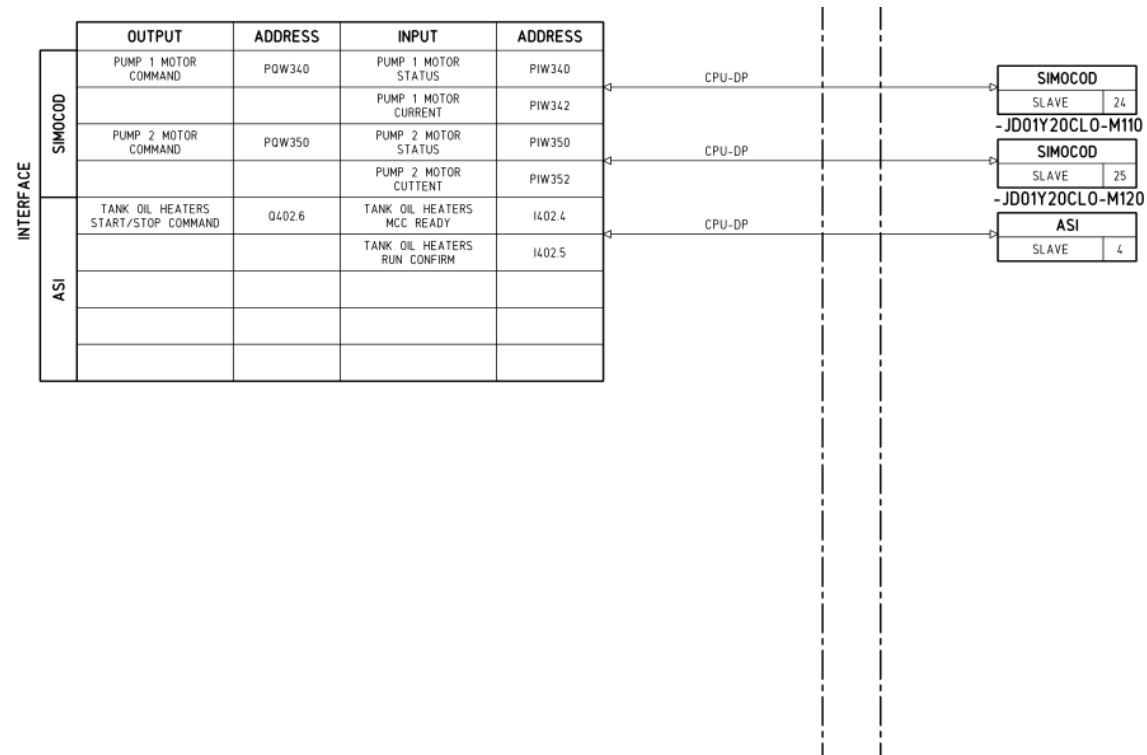 OUTPUT ADDRESS INPUT ADDRESS
INTERFACE
SIMOCOD
PUMP 1 MOTOR
COMMAND
PQW340
PUMP 1 MOTOR
STATUS
PIW340
PUMP 1 MOTOR
CURRENT
PIW342
PUMP 2 MOTOR
COMMAND
PQW350
PUMP 2 MOTOR
STATUS
PIW350
PUMP 2 MOTOR
CUTTENT
PIW352
ASI
TANK OIL HEATERS
START/STOP COMMAND
Q402.6
TANK OIL HEATERS
MCC READY
I402.4
TANK OIL HEATERS
RUN CONFIRM
I402.5
CPU-DP
SIMOCOD
SLAVE 24
-JD01Y20CLO-M110
CPU-DP
SIMOCOD
SLAVE 25
-JD01Y20CLO-M120
CPU-DP
ASI
SLAVE 4